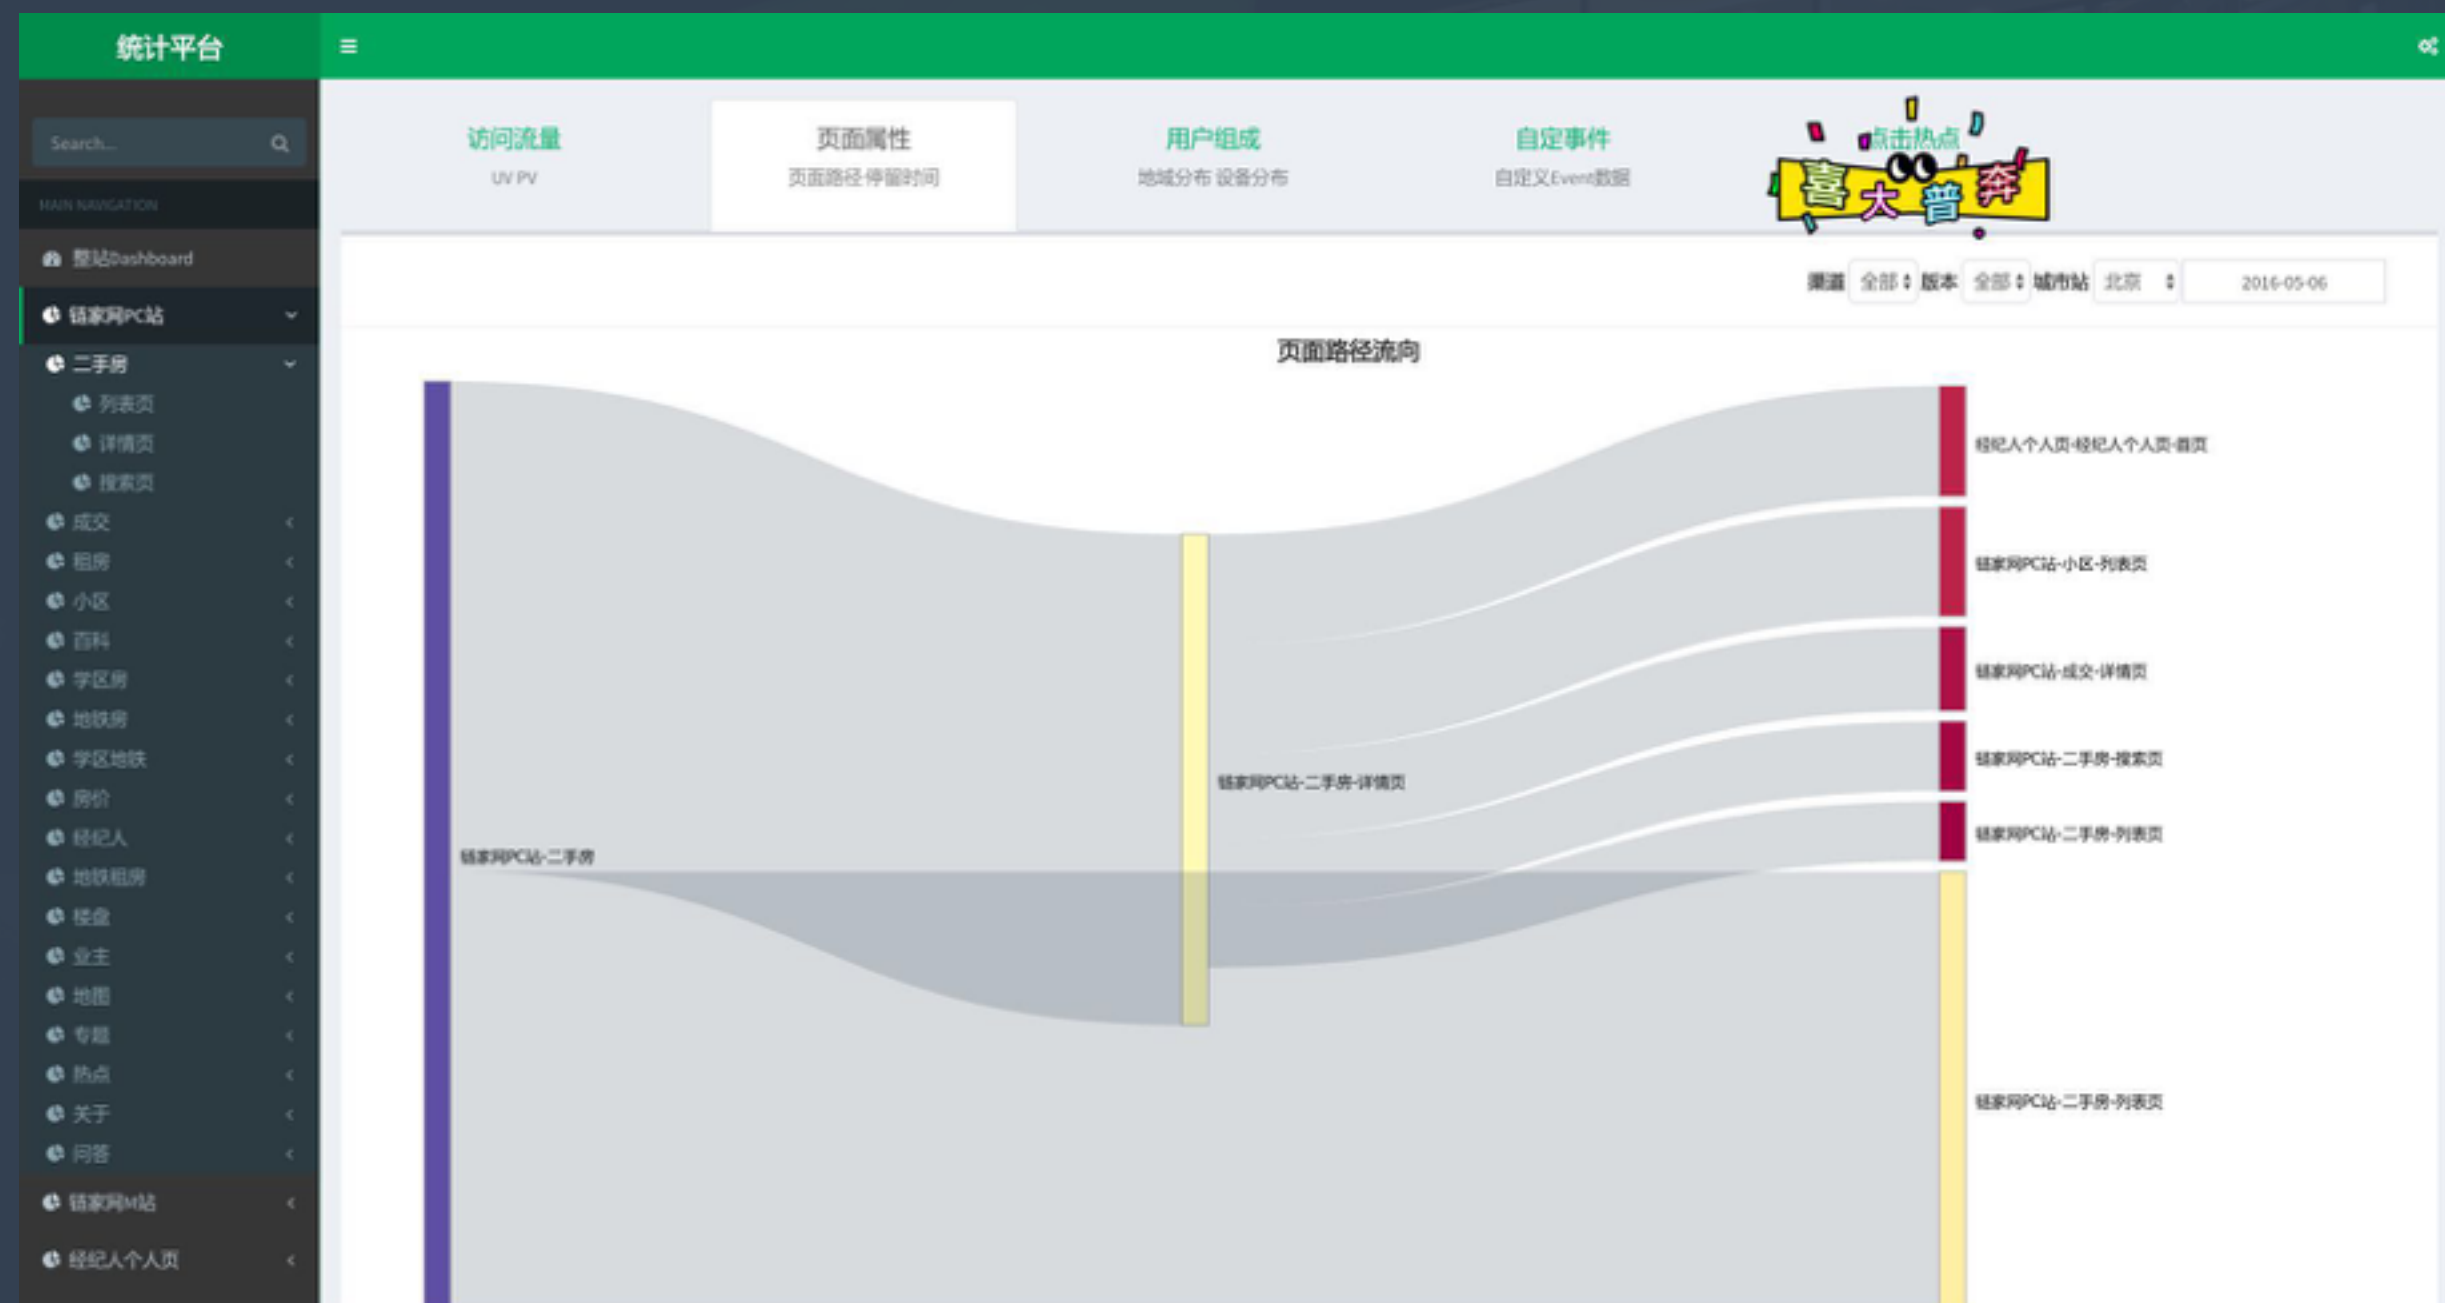 统计平台
Search...
MAIN NAVIGATION
整站Dashboard
链家网PC站
二手房
列表页
详情页
搜索页
成交
租房
小区
百科
学区房
地铁房
学区地铁
房价
经纪人
地铁租房
楼盘
业主
地图
专题
热点
关于
问答
链家网M站
经纪人个人页
访问流量
UV PV
页面属性
页面路径 停留时间
用户组成
地域分布 设备分布
自定事件
自定义Event数据
点击热点
喜大普奔
渠道 全部 版本 全部 城市站 北京 2016-05-06
页面路径流向
经纪人个人页-经纪人个人页-首页
链家网PC站-小区-列表页
链家网PC站-成交-详情页
链家网PC站-二手房-搜索页
链家网PC站-二手房-详情页
链家网PC站-二手房-列表页
链家网PC站-二手房
链家网PC站-二手房-列表页